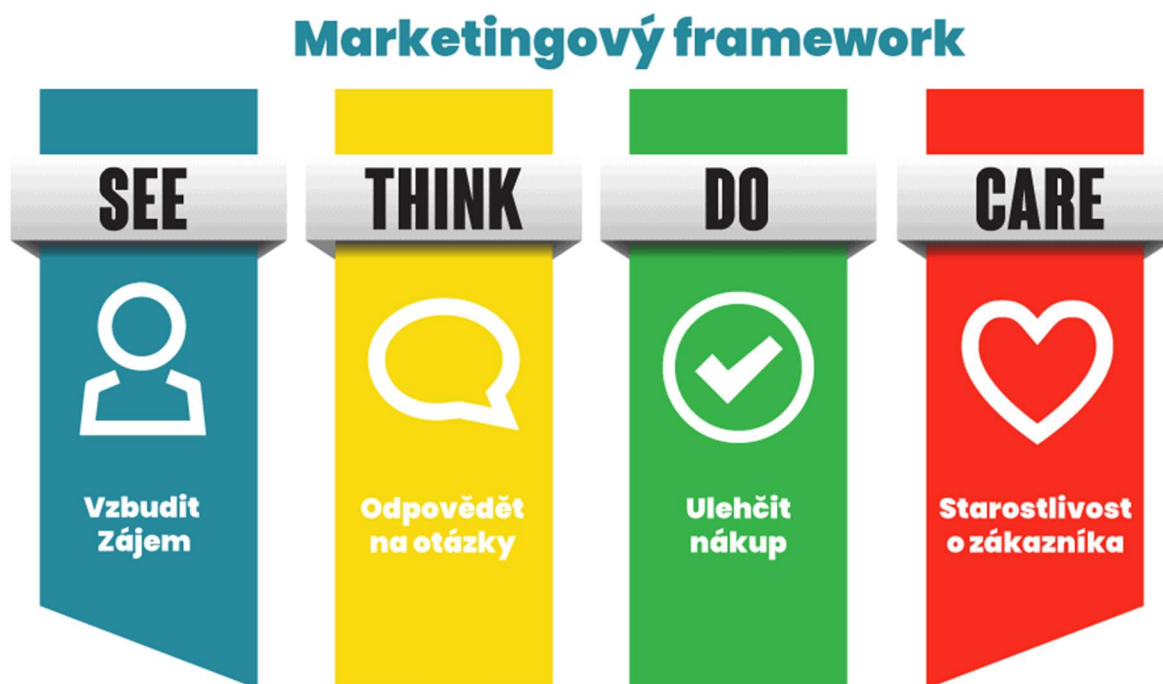 Marketingový framework
SEE
THINK
DO
CARE
Vzbudit
Zájem
Odpovědět
na otázky
Ulehčit
nákup
Starostlivost
o zákazníka